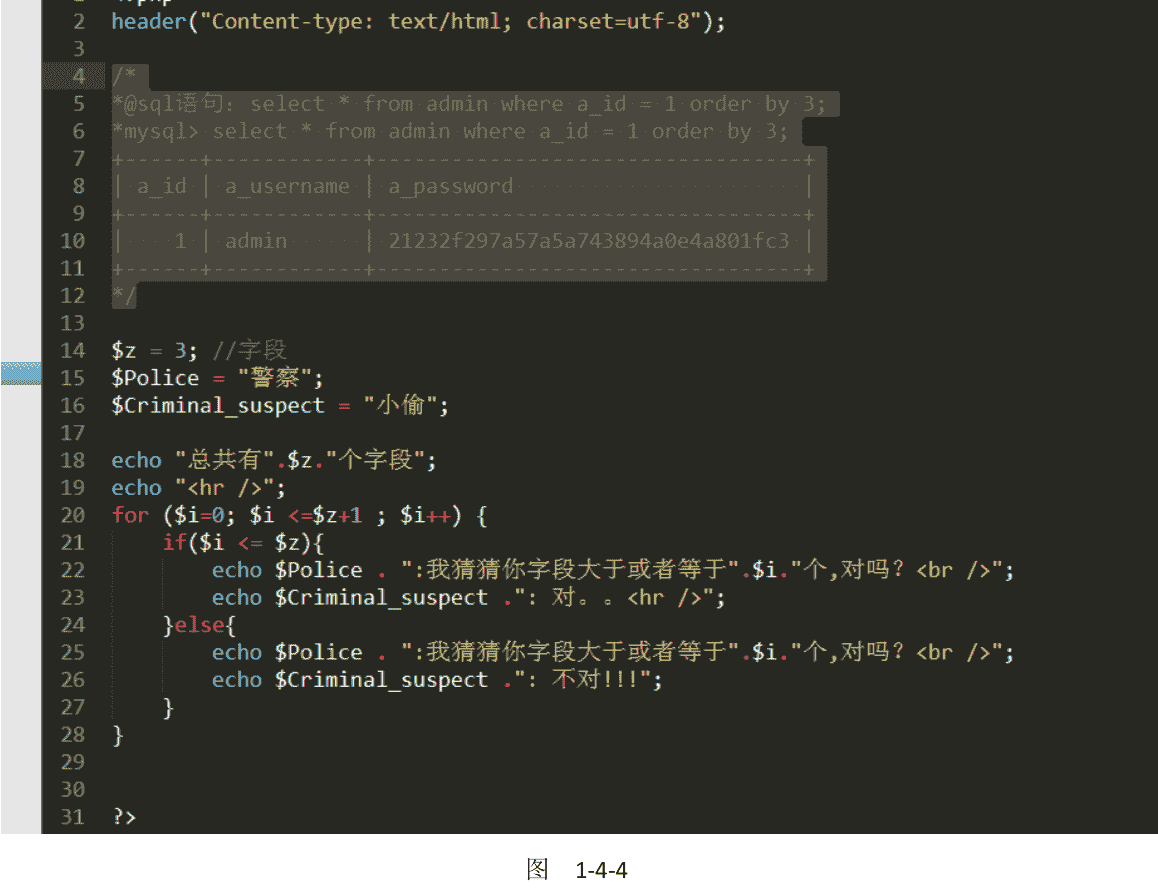 2 header("Content-type: text/html; charset=utf-8");
3
4 /*
5 *@sql语句: select * from admin where a_id = 1 order by 3;
6 *mysql> select * from admin where a_id = 1 order by 3;
7 +------+------------+----------------------------------+
8 | a_id | a_username | a_password                       |
9 +------+------------+----------------------------------+
10 |    1 | admin      | 21232f297a57a5a743894a0e4a801fc3 |
11 +------+------------+----------------------------------+
12 */
13
14 $z = 3; //字段
15 $Police = "警察";
16 $Criminal_suspect = "小偷";
17
18 echo "总共有".$z."个字段";
19 echo "<hr />";
20 for ($i=0; $i <=$z+1 ; $i++) {
21     if($i <= $z){
22         echo $Police . ":我猜猜你字段大于或者等于".$i."个,对吗? <br />";
23         echo $Criminal_suspect .": 对。。<hr />";
24     }else{
25         echo $Police . ":我猜猜你字段大于或者等于".$i."个,对吗? <br />";
26         echo $Criminal_suspect .": 不对!!!";
27     }
28 }
29
30
31 ?>
图 1-4-4